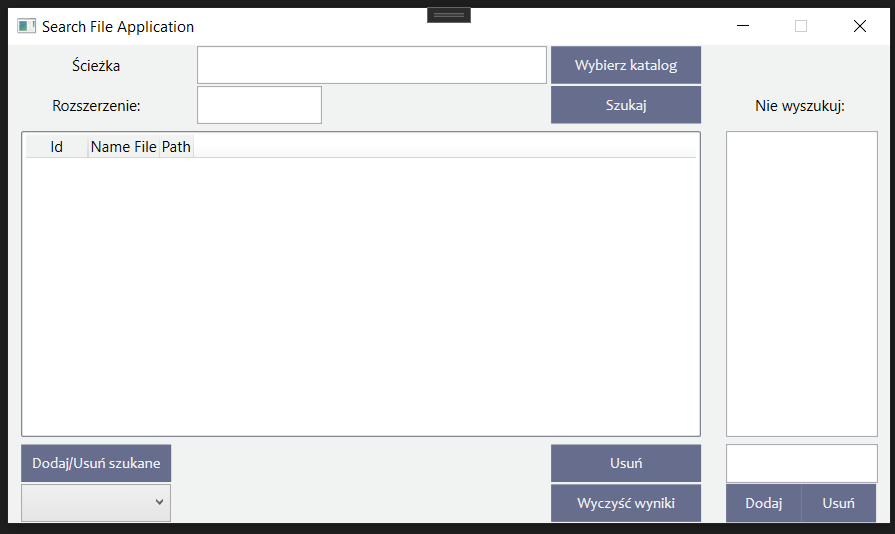 Search File Application
Ścieżka
Wybierz katalog
Rozszerzenie:
Szukaj
Nie wyszukuj:
Id Name File Path
Dodaj/Usuń szukane
Usuń
Wyczyść wyniki
Dodaj Usuń